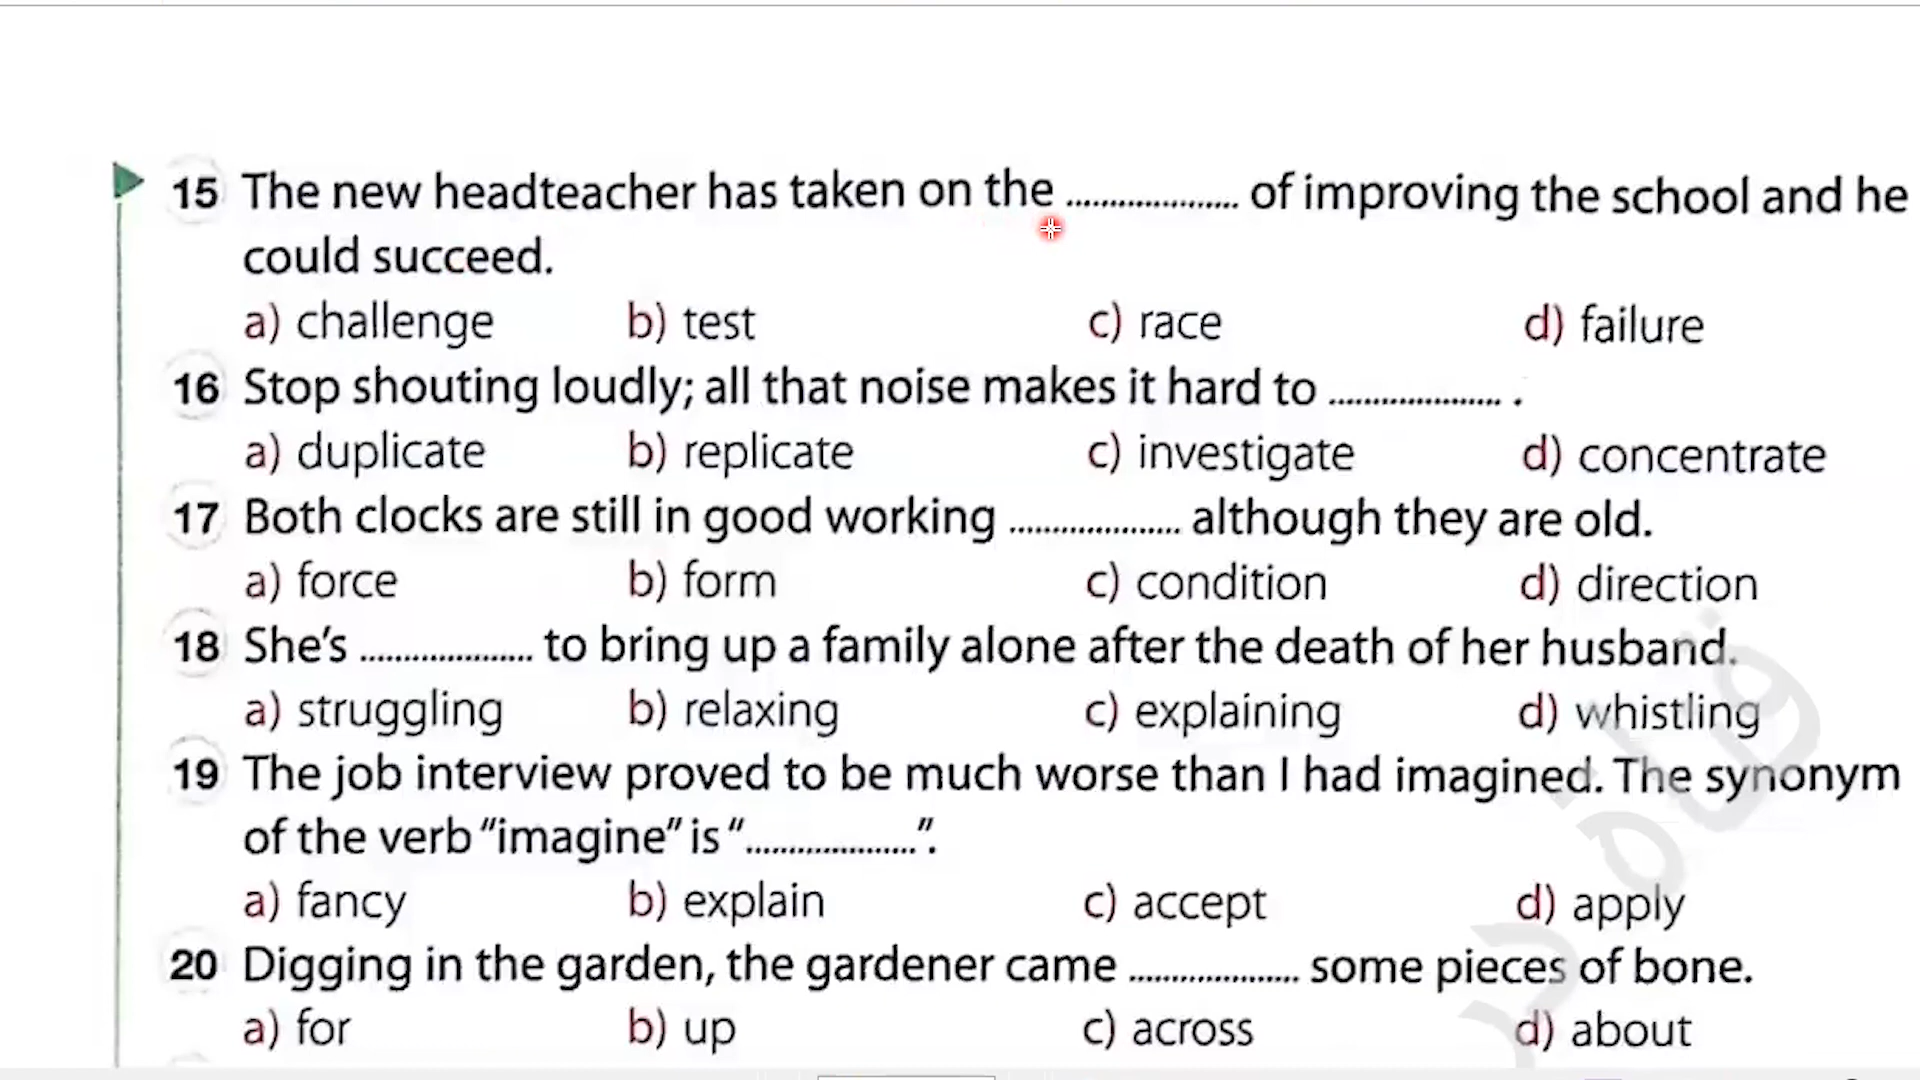 15 The new headteacher has taken on the .................... of improving the school and he
could succeed.
a) challenge b) test c) race d) failure
16 Stop shouting loudly; all that noise makes it hard to .................... .
a) duplicate b) replicate c) investigate d) concentrate
17 Both clocks are still in good working .................... although they are old.
a) force b) form c) condition d) direction
18 She's .................... to bring up a family alone after the death of her husband.
a) struggling b) relaxing c) explaining d) whistling
19 The job interview proved to be much worse than I had imagined. The synonym
of the verb "imagine" is "....................".
a) fancy b) explain c) accept d) apply
20 Digging in the garden, the gardener came .................... some pieces of bone.
a) for b) up c) across d) about